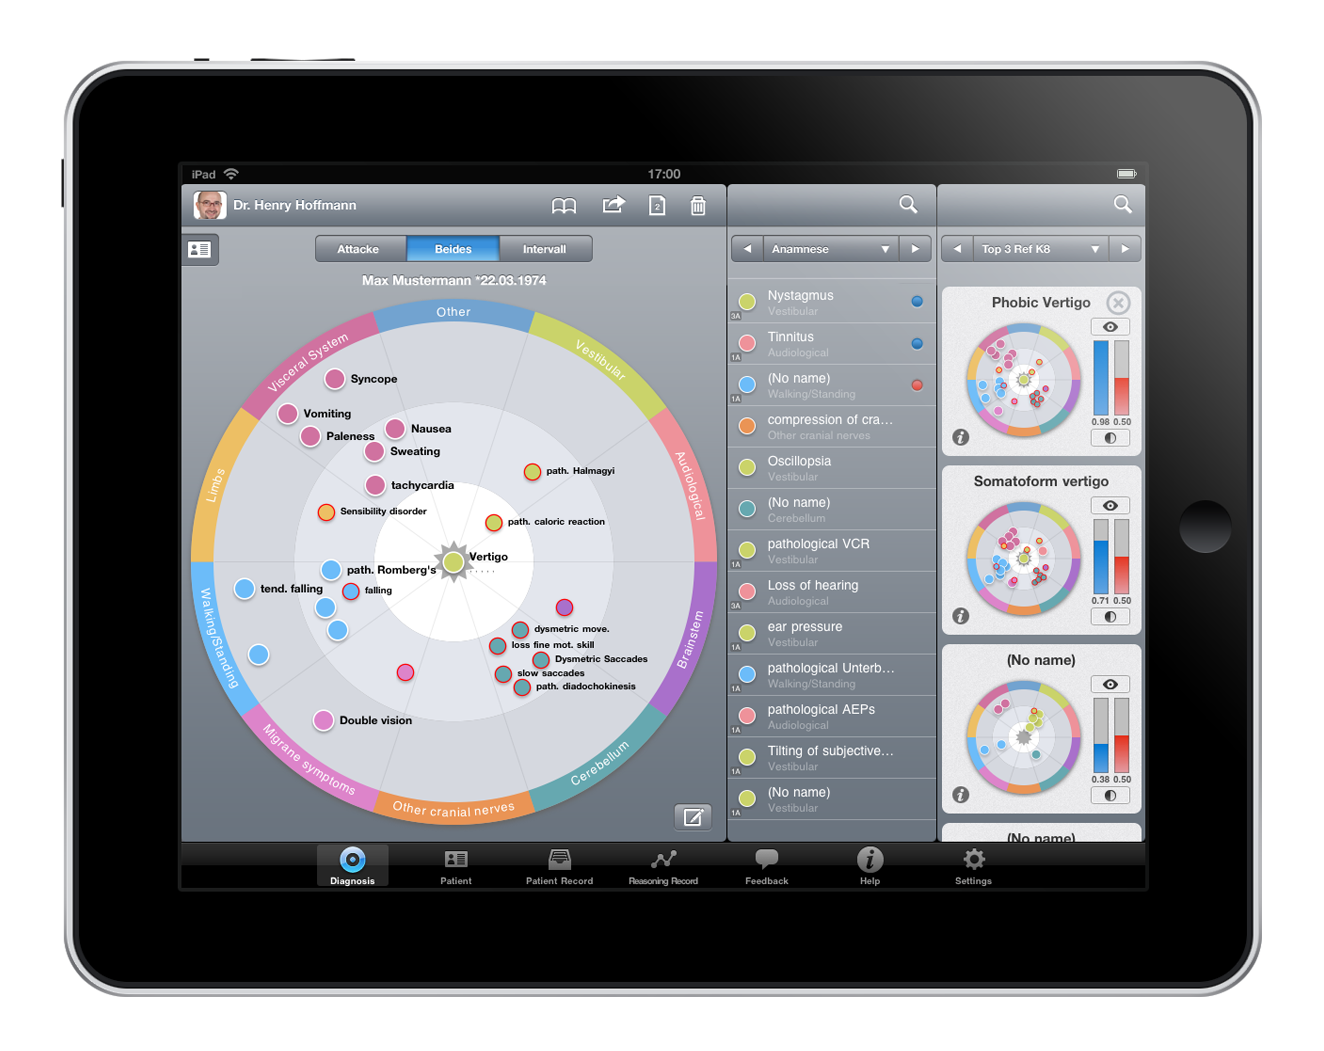 iPad
17:00
Dr. Henry Hoffmann
2
Attacke
Beides
Intervall
Max Mustermann *22.03.1974
Other
Vestibular
Audiological
Brainstem
Cerebellum
Other cranial nerves
Migrane symptoms
Walking/Standing
Limbs
Visceral System
Syncope
Vomiting
Paleness
Nausea
Sweating
tachycardia
Sensibility disorder
path. Halmagyi
path. caloric reaction
Vertigo
path. Romberg's
tend. falling
falling
dysmetric move.
loss fine mot. skill
Dysmetric Saccades
slow saccades
path. diadochokinesis
Double vision
Anamnese
Nystagmus
Vestibular
3A
Tinnitus
Audiological
1A
(No name)
Walking/Standing
1A
compression of cra...
Other cranial nerves
Oscillopsia
Vestibular
(No name)
Cerebellum
pathological VCR
Vestibular
1A
Loss of hearing
Audiological
3A
ear pressure
Vestibular
1A
pathological Unterb...
Walking/Standing
1A
pathological AEPs
Audiological
1A
Tilting of subjective...
Vestibular
1A
(No name)
Vestibular
1A
Top 3 Ref K8
Phobic Vertigo
0.98 0.50
Somatoform vertigo
0.71 0.50
(No name)
0.38 0.50
(No name)
Diagnosis
Patient
Patient Record
Reasoning Record
Feedback
Help
Settings